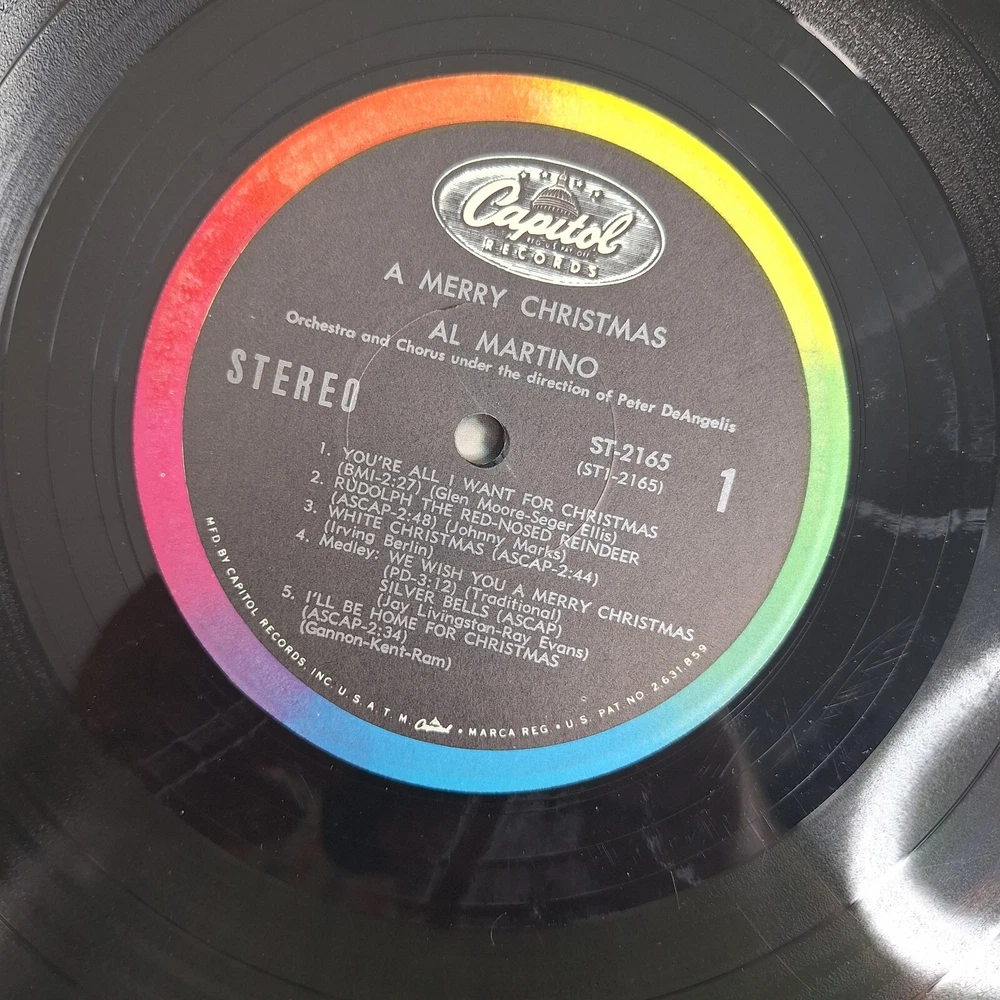 Capitol
RECORDS
A MERRY CHRISTMAS
AL MARTINO
Orchestra and Chorus under the direction of Peter DeAngelis
STEREO
ST-2165
(ST1-2165)
1
1. YOU'RE ALL I WANT FOR CHRISTMAS
(BMI-2:27) (Glen Moore-Seger Ellis)
2. RUDOLPH THE RED-NOSED REINDEER
(ASCAP-2:48) (Johnny Marks)
3. WHITE CHRISTMAS (ASCAP-2:44)
(Irving Berlin)
4. Medley: WE WISH YOU A MERRY CHRISTMAS
(PD-3:12) (Traditional)
SILVER BELLS (ASCAP)
(Jay Livingston-Ray Evans)
5. I'LL BE HOME FOR CHRISTMAS
(ASCAP-2:34)
(Gannon-Kent-Ram)
MFD BY CAPITOL RECORDS, INC. U.S.A. T.M. Capitol • MARCA REG • U.S. PAT. NO. 2,631,859